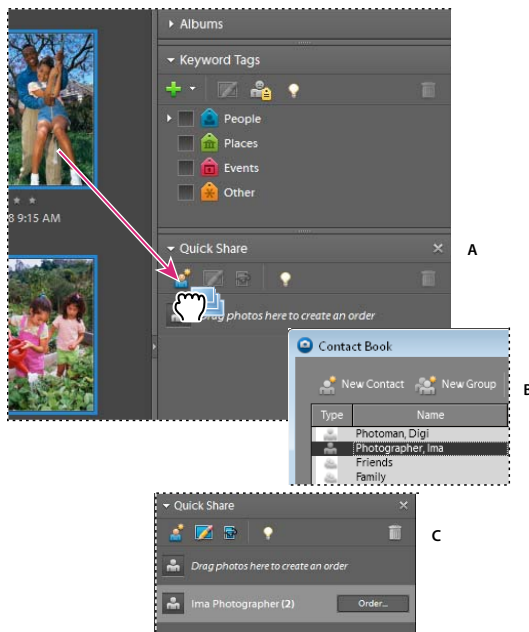 Albums
Keyword Tags
People
Places
Events
Other
8 9:15 AM
Quick Share
A
Drag photos here to create an order
Contact Book
New Contact New Group
B
Type Name
Photoman, Digi
Photographer, Ima
Friends
Family
Quick Share
C
Drag photos here to create an order
Ima Photographer (2) Order...